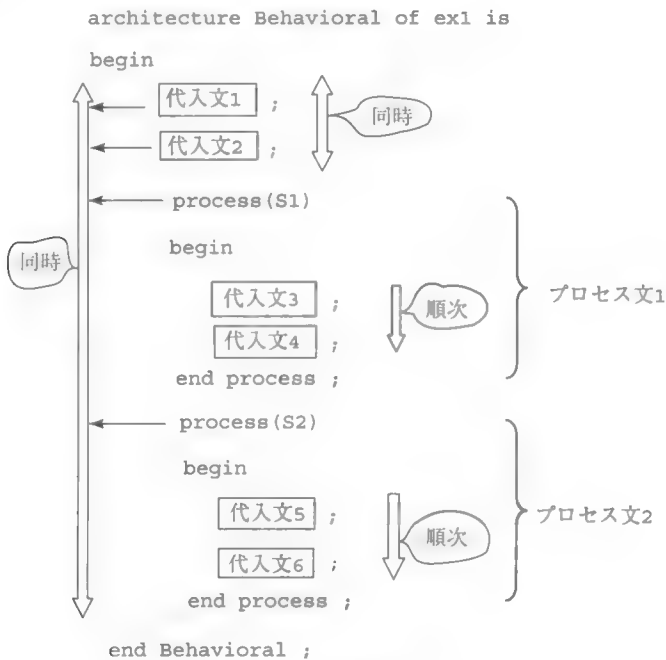 architecture Behavioral of ex1 is
begin
代入文1 ;
同時
代入文2 ;
process(S1)
同時
begin
代入文3 ;
順次
プロセス文1
代入文4 ;
end process ;
process(S2)
begin
代入文5 ;
順次
プロセス文2
代入文6 ;
end process ;
end Behavioral ;